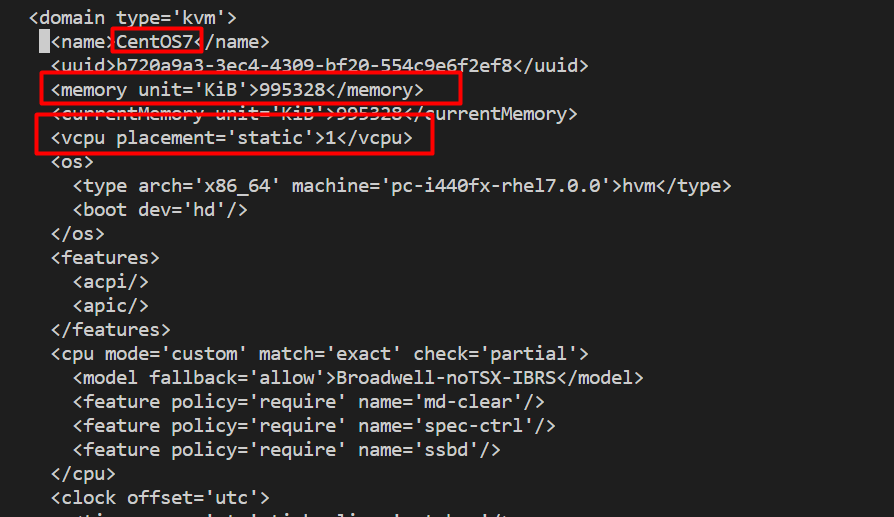 <domain type='kvm'>
<name>CentOS7</name>
<uuid>b720a9a3-3ec4-4309-bf20-554c9e6f2ef8</uuid>
<memory unit='KiB'>995328</memory>
<currentMemory unit='KiB'>995328</currentMemory>
<vcpu placement='static'>1</vcpu>
<os>
<type arch='x86_64' machine='pc-i440fx-rhel7.0.0'>hvm</type>
<boot dev='hd'/>
</os>
<features>
<acpi/>
<apic/>
</features>
<cpu mode='custom' match='exact' check='partial'>
<model fallback='allow'>Broadwell-noTSX-IBRS</model>
<feature policy='require' name='md-clear'/>
<feature policy='require' name='spec-ctrl'/>
<feature policy='require' name='ssbd'/>
</cpu>
<clock offset='utc'>